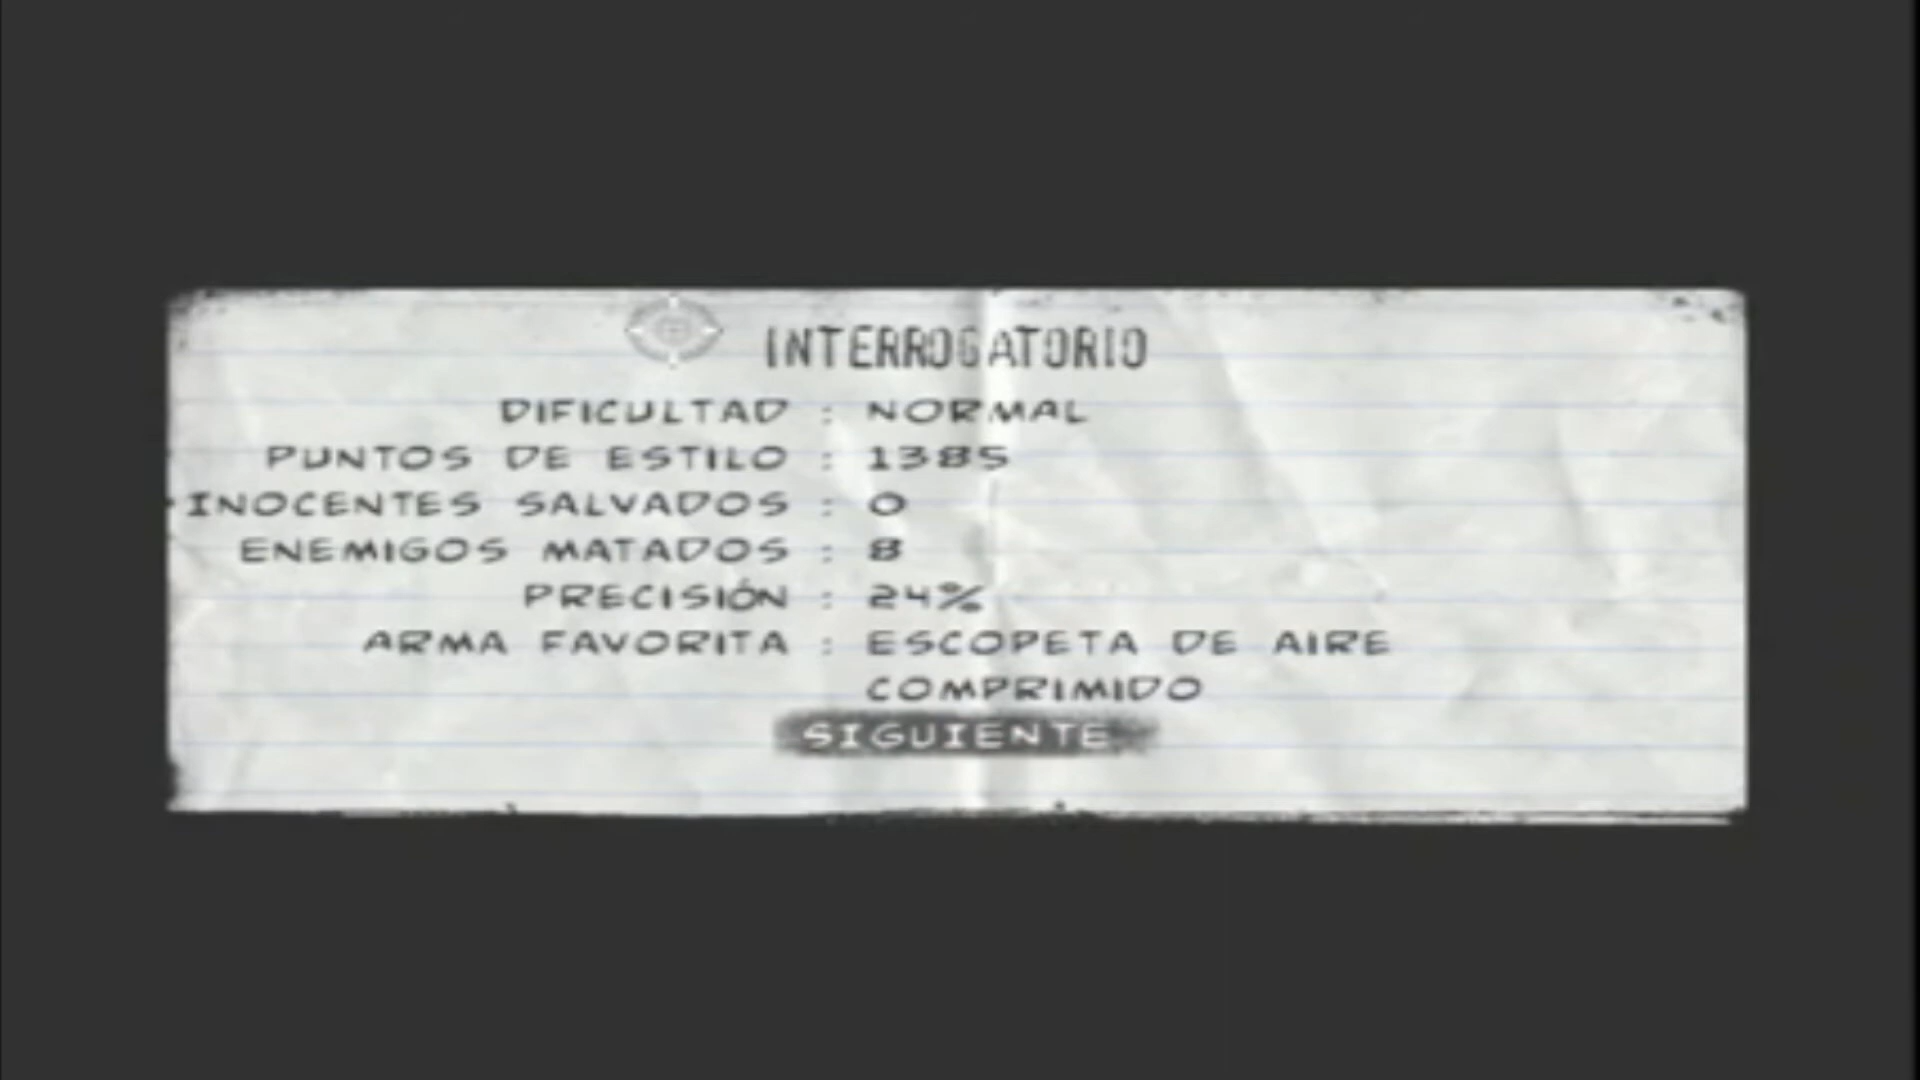 INTERROGATORIO
DIFICULTAD : NORMAL
PUNTOS DE ESTILO : 1385
INOCENTES SALVADOS : 0
ENEMIGOS MATADOS : 8
PRECISIÓN : 24%
ARMA FAVORITA : ESCOPETA DE AIRE
COMPRIMIDO
SIGUIENTE